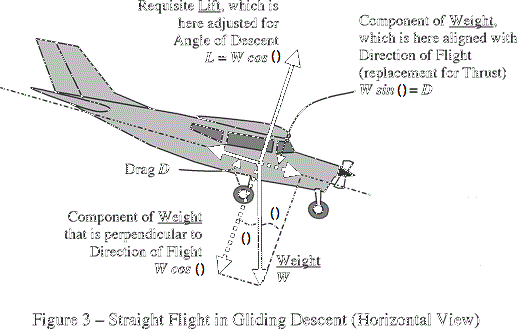 Requisite Lift, which is
here adjusted for
Angle of Descent
L = W cos ()
Component of Weight,
which is here aligned with
Direction of Flight
(replacement for Thrust)
W sin () = D
Drag D
Component of Weight
that is perpendicular to
Direction of Flight
W cos ()
()
()
Weight
W
Figure 3 – Straight Flight in Gliding Descent (Horizontal View)